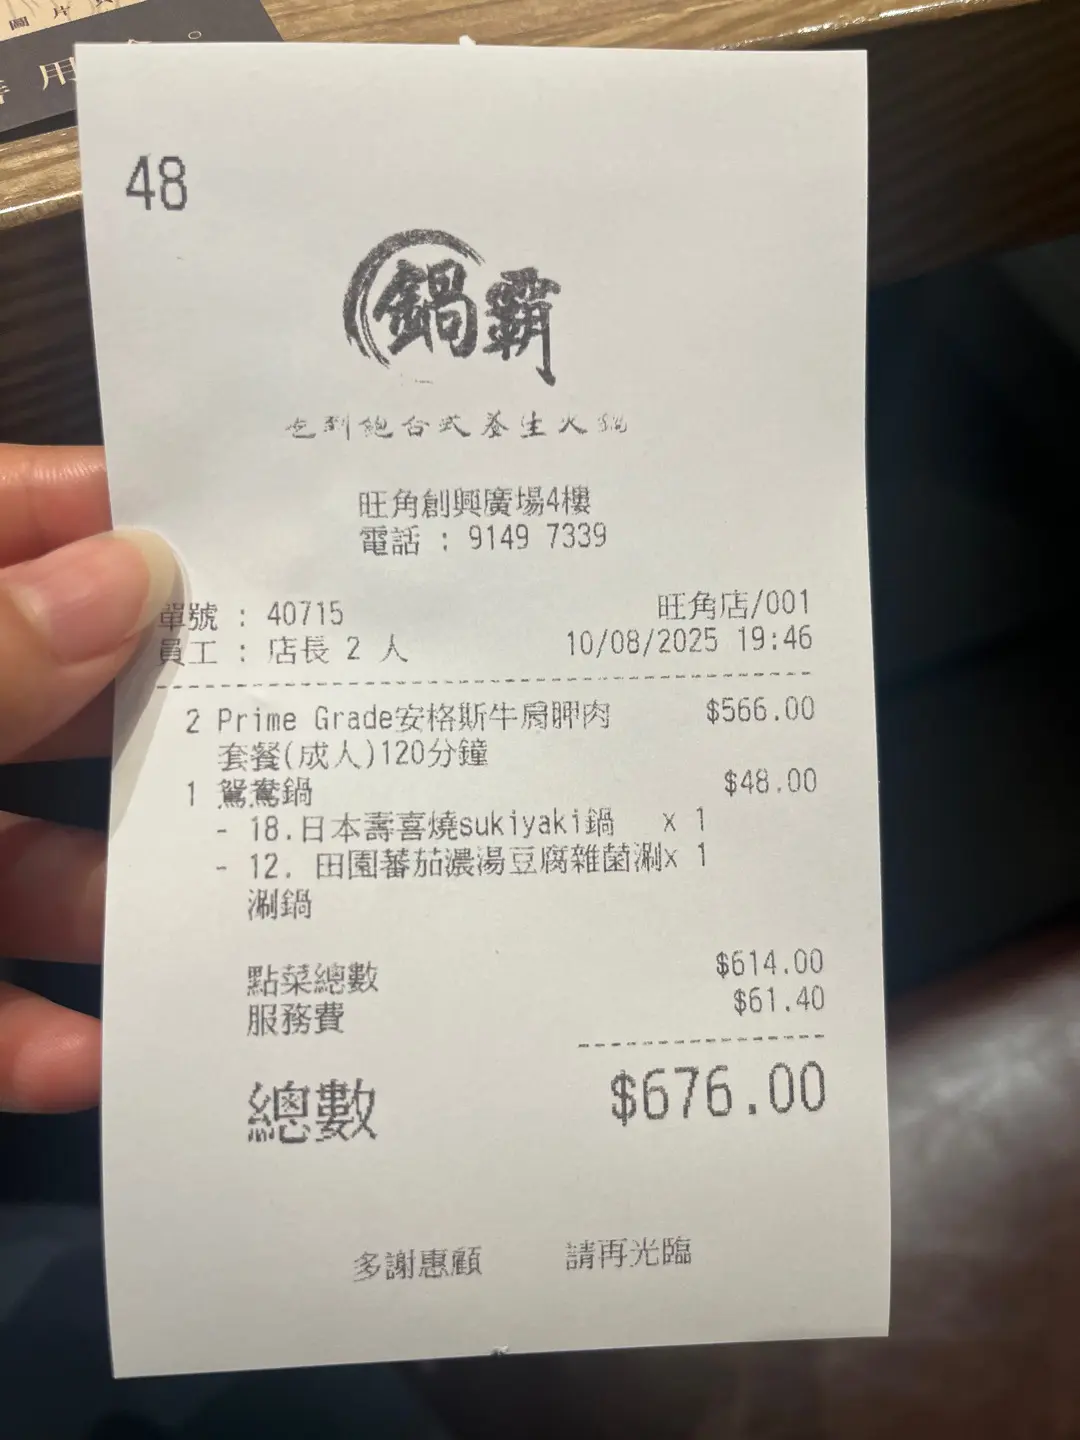 圖片
用
48
鍋霸
吃到飽台式養生火鍋
旺角創興廣場4樓
電話 : 9149 7339
單號 : 40715
旺角店/001
員工 : 店長 2 人
10/08/2025 19:46
2 Prime Grade安格斯牛肩胛肉 $566.00
套餐(成人)120分鐘
1 鴛鴦鍋 $48.00
- 18.日本壽喜燒sukiyaki鍋 x 1
- 12. 田園蕃茄濃湯豆腐雜菌涮x 1
涮鍋
點菜總數 $614.00
服務費 $61.40
總數 $676.00
多謝惠顧 請再光臨